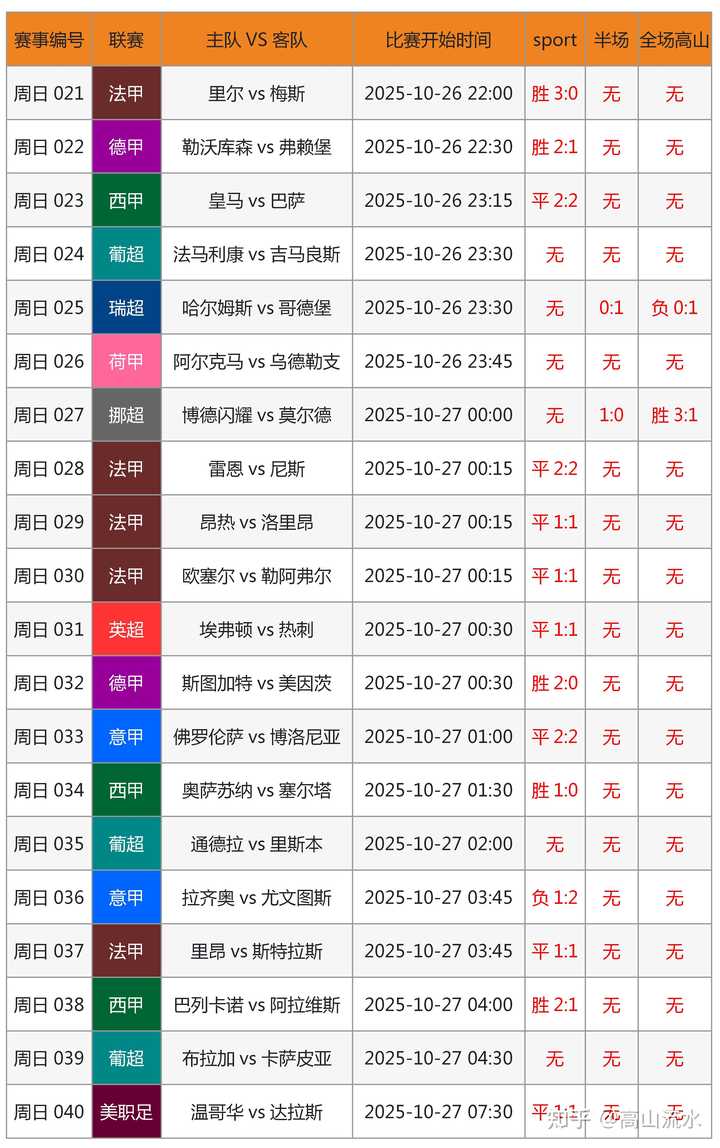 赛事编号 联赛 主队 VS 客队 比赛开始时间 sport 半场 全场高山
周日 021 法甲 里尔 vs 梅斯 2025-10-26 22:00 胜 3:0 无 无
周日 022 德甲 勒沃库森 vs 弗赖堡 2025-10-26 22:30 胜 2:1 无 无
周日 023 西甲 皇马 vs 巴萨 2025-10-26 23:15 平 2:2 无 无
周日 024 葡超 法马利康 vs 吉马良斯 2025-10-26 23:30 无 无 无
周日 025 瑞超 哈尔姆斯 vs 哥德堡 2025-10-26 23:30 无 0:1 负 0:1
周日 026 荷甲 阿尔克马 vs 乌德勒支 2025-10-26 23:45 无 无 无
周日 027 挪超 博德闪耀 vs 莫尔德 2025-10-27 00:00 无 1:0 胜 3:1
周日 028 法甲 雷恩 vs 尼斯 2025-10-27 00:15 平 2:2 无 无
周日 029 法甲 昂热 vs 洛里昂 2025-10-27 00:15 平 1:1 无 无
周日 030 法甲 欧塞尔 vs 勒阿弗尔 2025-10-27 00:15 平 1:1 无 无
周日 031 英超 埃弗顿 vs 热刺 2025-10-27 00:30 平 1:1 无 无
周日 032 德甲 斯图加特 vs 美因茨 2025-10-27 00:30 胜 2:0 无 无
周日 033 意甲 佛罗伦萨 vs 博洛尼亚 2025-10-27 01:00 平 2:2 无 无
周日 034 西甲 奥萨苏纳 vs 塞尔塔 2025-10-27 01:30 胜 1:0 无 无
周日 035 葡超 通德拉 vs 里斯本 2025-10-27 02:00 无 无 无
周日 036 意甲 拉齐奥 vs 尤文图斯 2025-10-27 03:45 负 1:2 无 无
周日 037 法甲 里昂 vs 斯特拉斯 2025-10-27 03:45 平 1:1 无 无
周日 038 西甲 巴列卡诺 vs 阿拉维斯 2025-10-27 04:00 胜 2:1 无 无
周日 039 葡超 布拉加 vs 卡萨皮亚 2025-10-27 04:30 无 无 无
周日 040 美职足 温哥华 vs 达拉斯 2025-10-27 07:30 平 1:1 无 无
知乎 @高山流水